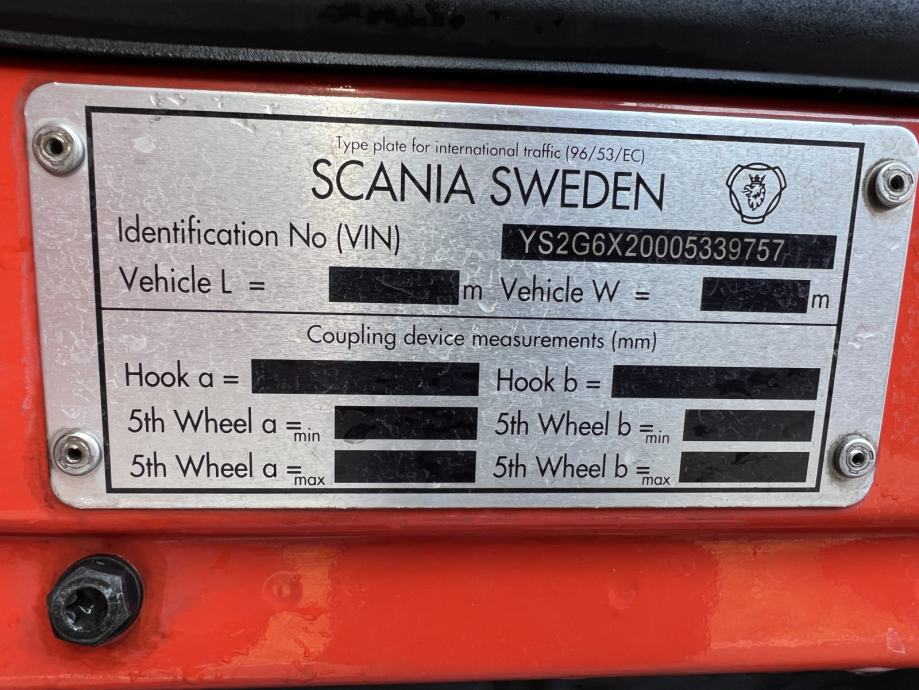 Type plate for international traffic (96/53/EC)
SCANIA SWEDEN
Identification No (VIN) YS2G6X20005339757
Vehicle L = m Vehicle W = m
Coupling device measurements (mm)
Hook a = Hook b =
5th Wheel a =min 5th Wheel b =min
5th Wheel a =max 5th Wheel b =max